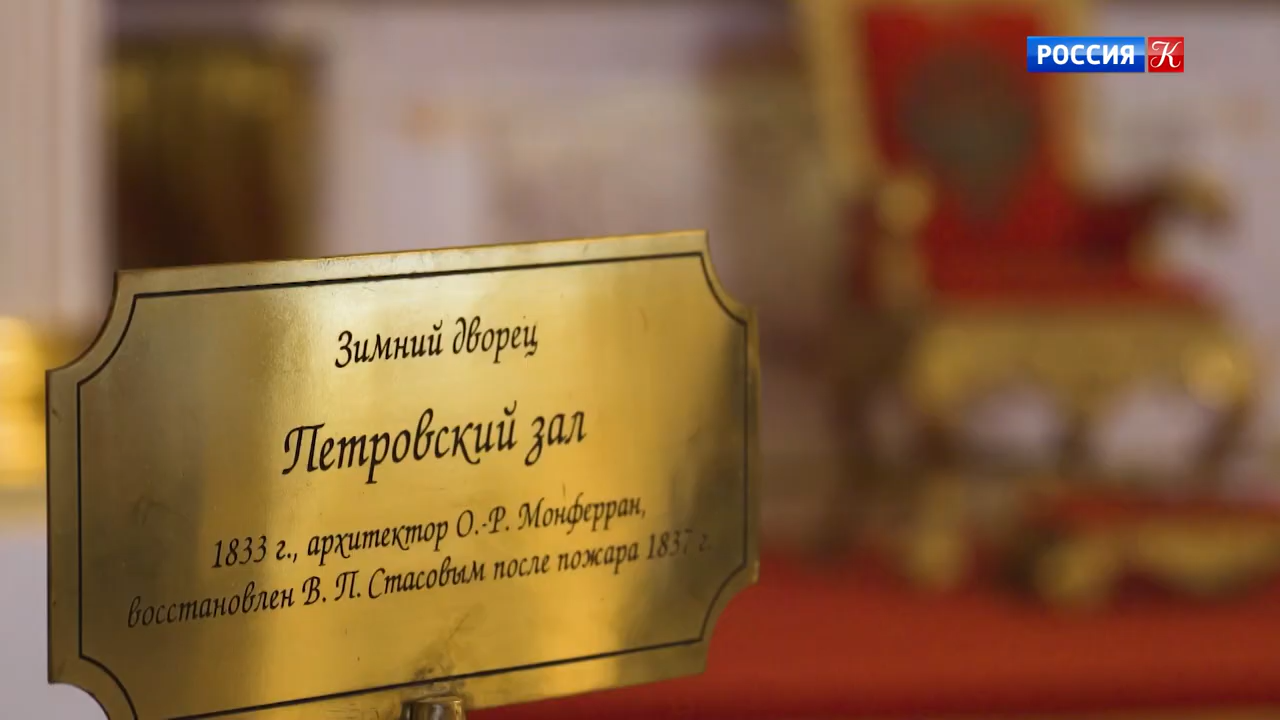 РОССИЯ К
Зимний дворец
Петровский зал
1833 г., архитектор О.-Р. Монферран,
восстановлен В. П. Стасовым после пожара 1837 г.